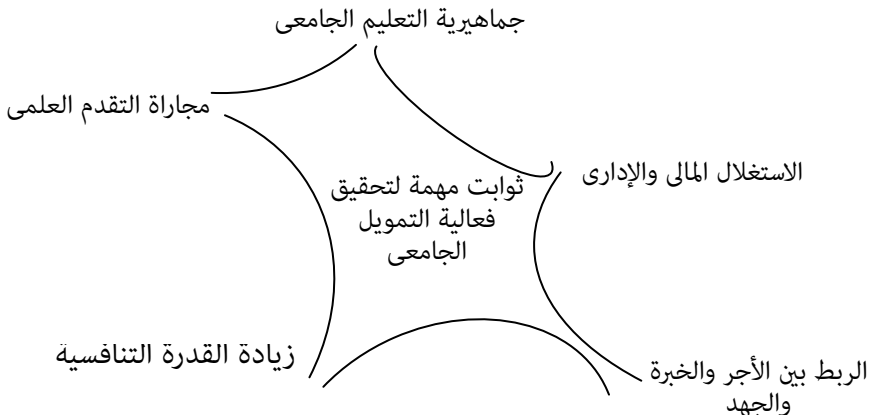 جماهيرية التعليم الجامعى
مجاراة التقدم العلمى
الاستغلال المالى والإدارى
ثوابت مهمة لتحقيق
فعالية التمويل
الجامعى
زيادة القدرة التنافسية
الربط بين الأجر والخبرة
والجهد